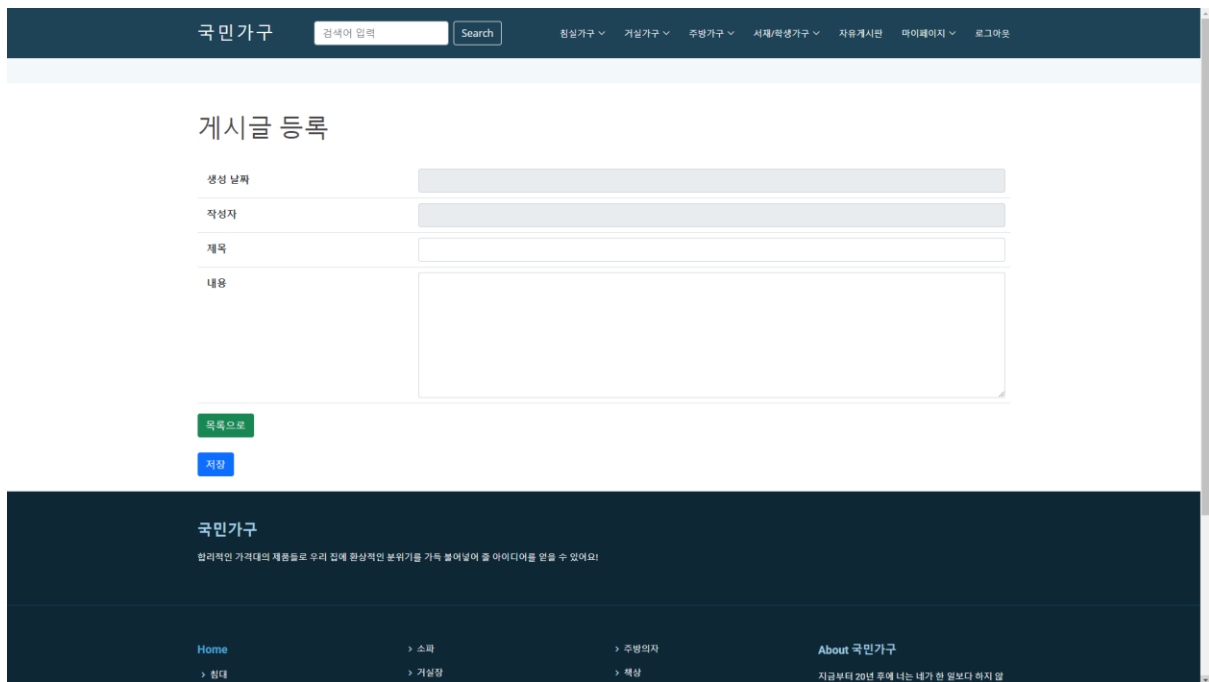 국민가구 검색어 입력 Search 침실가구 거실가구 주방가구 서재/학생가구 자유게시판 마이페이지 로그아웃
게시글 등록
생성 날짜
작성자
제목
내용
목록으로
저장
국민가구
합리적인 가격대의 제품들로 우리 집에 환상적인 분위기를 가득 불어넣어 줄 아이디어를 얻을 수 있어요!
Home > 소파 > 주방의자 About 국민가구
> 침대 > 거실장 > 책상 지금부터 20년 후에 너는 네가 한 일보다 하지 않